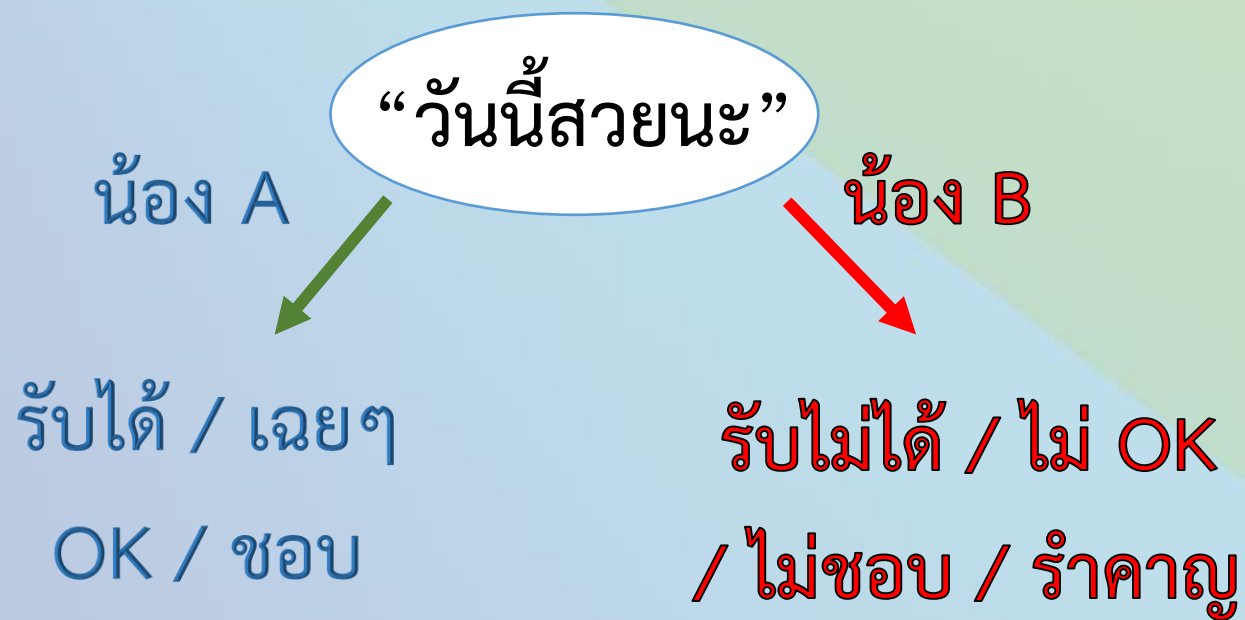 “วันนี้สวยนะ”
น้อง A
รับได้ / เฉยๆ
OK / ชอบ
น้อง B
รับไม่ได้ / ไม่ OK
/ ไม่ชอบ / รำคาญ